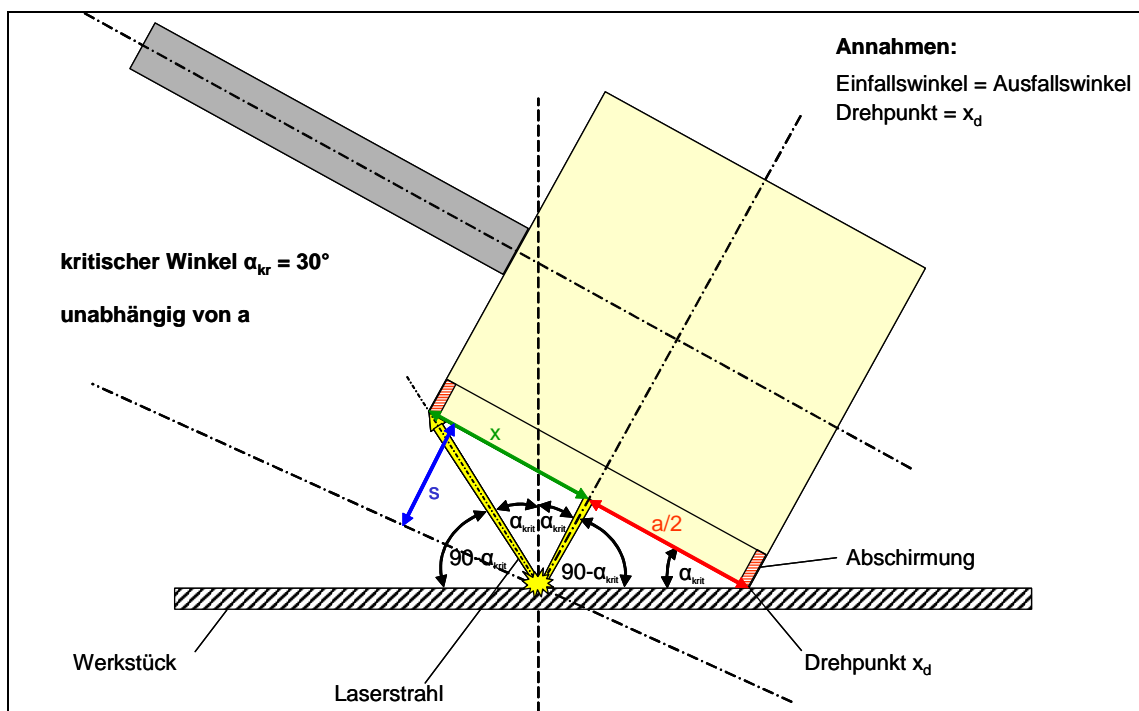 Annahmen:
Einfallswinkel = Ausfallswinkel
Drehpunkt = x_d
kritischer Winkel α_kr = 30°
unabhängig von a
x
s
α_krit
α_krit
a/2
90-α_krit
90-α_krit
α_krit
Abschirmung
Werkstück
Laserstrahl
Drehpunkt x_d